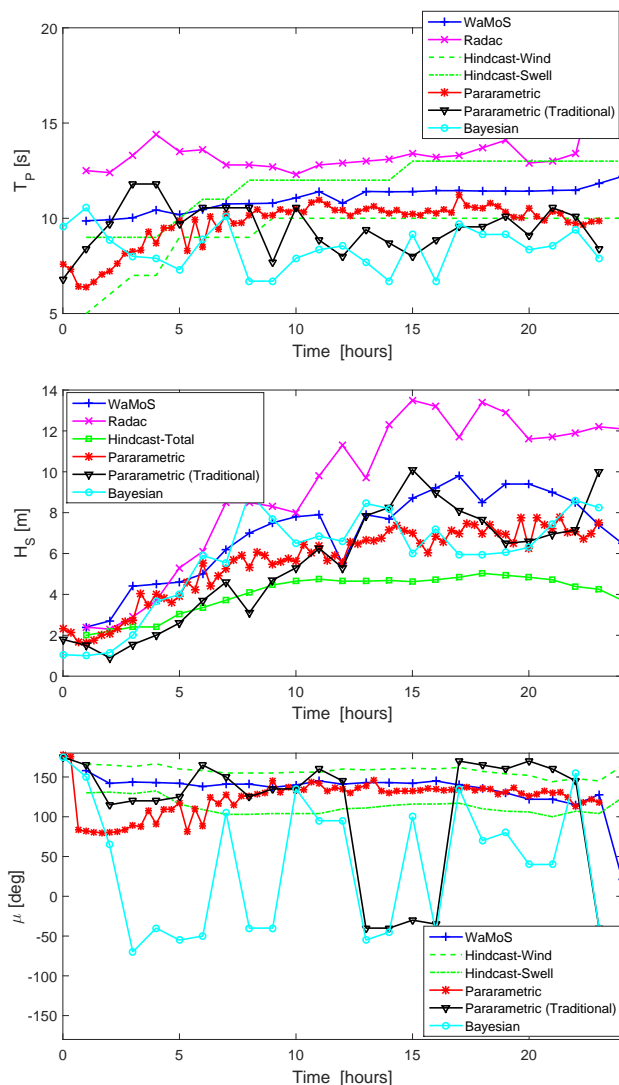 20
15
10
5
T_P [s]
0 5 10 15 20
Time [hours]
WaMoS
Radac
Hindcast-Wind
Hindcast-Swell
Pararametric
Pararametric (Traditional)
Bayesian
14
12
10
8
6
4
2
0
H_S [m]
0 5 10 15 20
Time [hours]
WaMoS
Radac
Hindcast-Total
Pararametric
Pararametric (Traditional)
Bayesian
150
100
50
0
-50
-100
-150
μ [deg]
0 5 10 15 20
Time [hours]
WaMoS
Hindcast-Wind
Hindcast-Swell
Pararametric
Pararametric (Traditional)
Bayesian